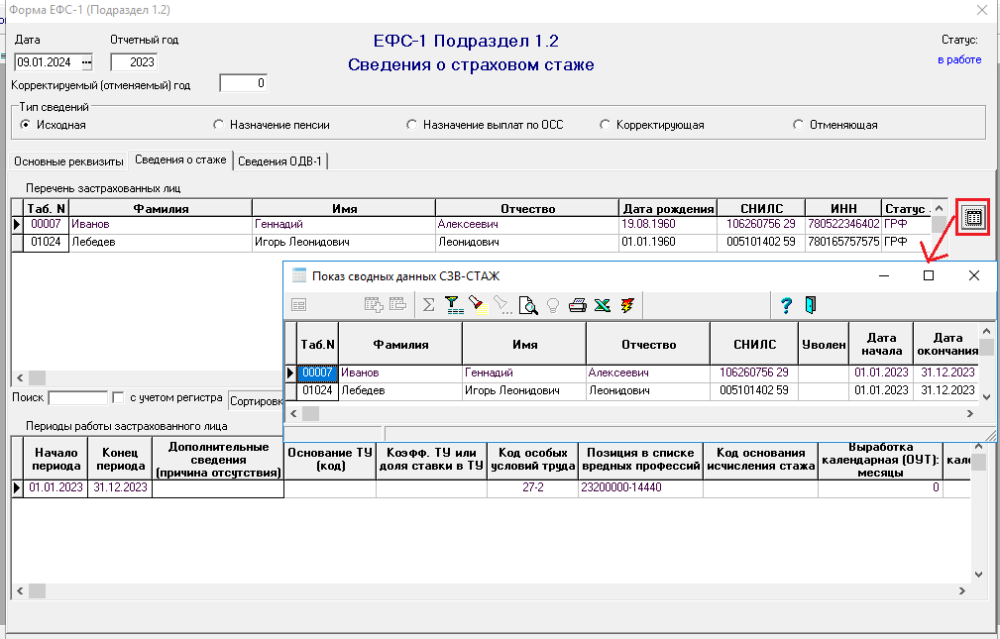 Форма ЕФС-1 (Подраздел 1.2)
Дата Отчетный год
ЕФС-1 Подраздел 1.2
Статус:
09.01.2024 2023
Сведения о страховом стаже
в работе
Корректируемый (отменяемый) год 0
Тип сведений
Исходная Назначение пенсии Назначение выплат по ОСС Корректирующая Отменяющая
Основные реквизиты Сведения о стаже Сведения ОДВ-1
Перечень застрахованных лиц
Таб. N Фамилия Имя Отчество Дата рождения СНИЛС ИНН Статус
00007 Иванов Геннадий Алексеевич 19.08.1960 106260756 29 780522346402 ГРФ
01024 Лебедев Игорь Леонидович Леонидович 01.01.1960 005101402 59 780165757575 ГРФ
Показ сводных данных СЗВ-СТАЖ
Таб.N Фамилия Имя Отчество СНИЛС Уволен Дата начала Дата окончания
00007 Иванов Геннадий Алексеевич 106260756 29 01.01.2023 31.12.2023
01024 Лебедев Игорь Леонидович Леонидович 005101402 59 01.01.2023 31.12.2023
Поиск с учетом регистра Сортировк
Периоды работы застрахованного лица
Начало периода Конец периода Дополнительные сведения (причина отсутствия) Основание ТУ (код) Коэфф. ТУ или доля ставки в ТУ Код особых условий труда Позиция в списке вредных профессий Код основания исчисления стажа Выработка календарная (ОУТ): месяцы кале
01.01.2023 31.12.2023 27-2 23200000-14440 0